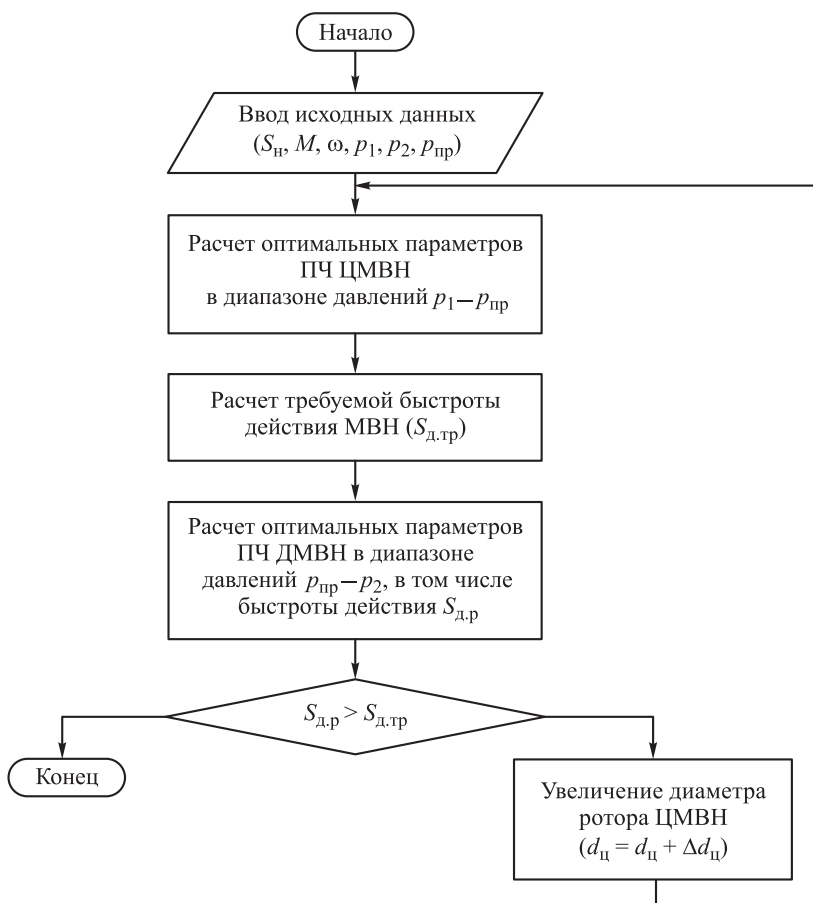 Начало
Ввод исходных данных
(Sн, M, ω, p1, p2, pпр)
Расчет оптимальных параметров
ПЧ ЦМВН
в диапазоне давлений p1–pпр
Расчет требуемой быстроты
действия МВН (Sд.тр)
Расчет оптимальных параметров
ПЧ ДМВН в диапазоне
давлений pпр–p2, в том числе
быстроты действия Sд.р
Sд.р > Sд.тр
Конец
Увеличение диаметра
ротора ЦМВН
(dц = dц + Δdц)